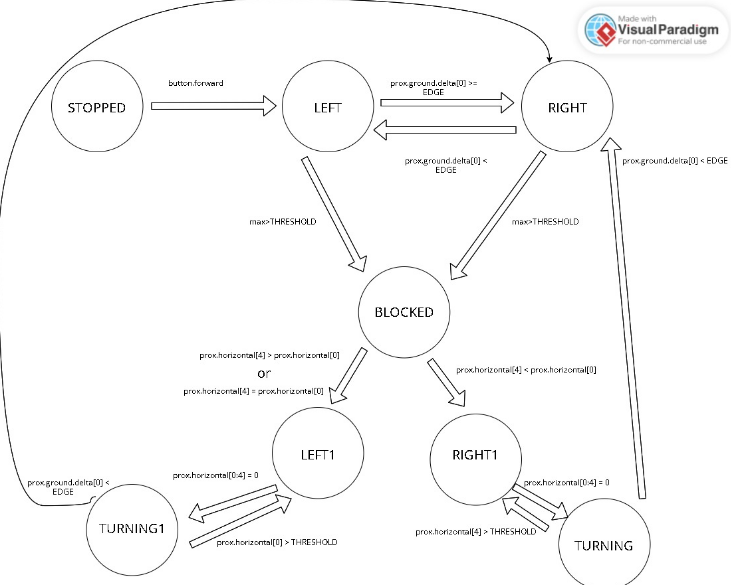 Made with
VisualParadigm
For non-commercial use
button.forward
prox.ground.delta[0] >=
EDGE
STOPPED
LEFT
RIGHT
prox.ground.delta[0] <
EDGE
prox.ground.delta[0] < EDGE
max>THRESHOLD
max>THRESHOLD
BLOCKED
prox.horizontal[4] > prox.horizontal[0]
or
prox.horizontal[4] = prox.horizontal[0]
prox.horizontal[4] < prox.horizontal[0]
LEFT1
RIGHT1
prox.ground.delta[0] <
EDGE
prox.horizontal[0:4] = 0
prox.horizontal[0:4] = 0
TURNING1
prox.horizontal[0] > THRESHOLD
prox.horizontal[4] > THRESHOLD
TURNING